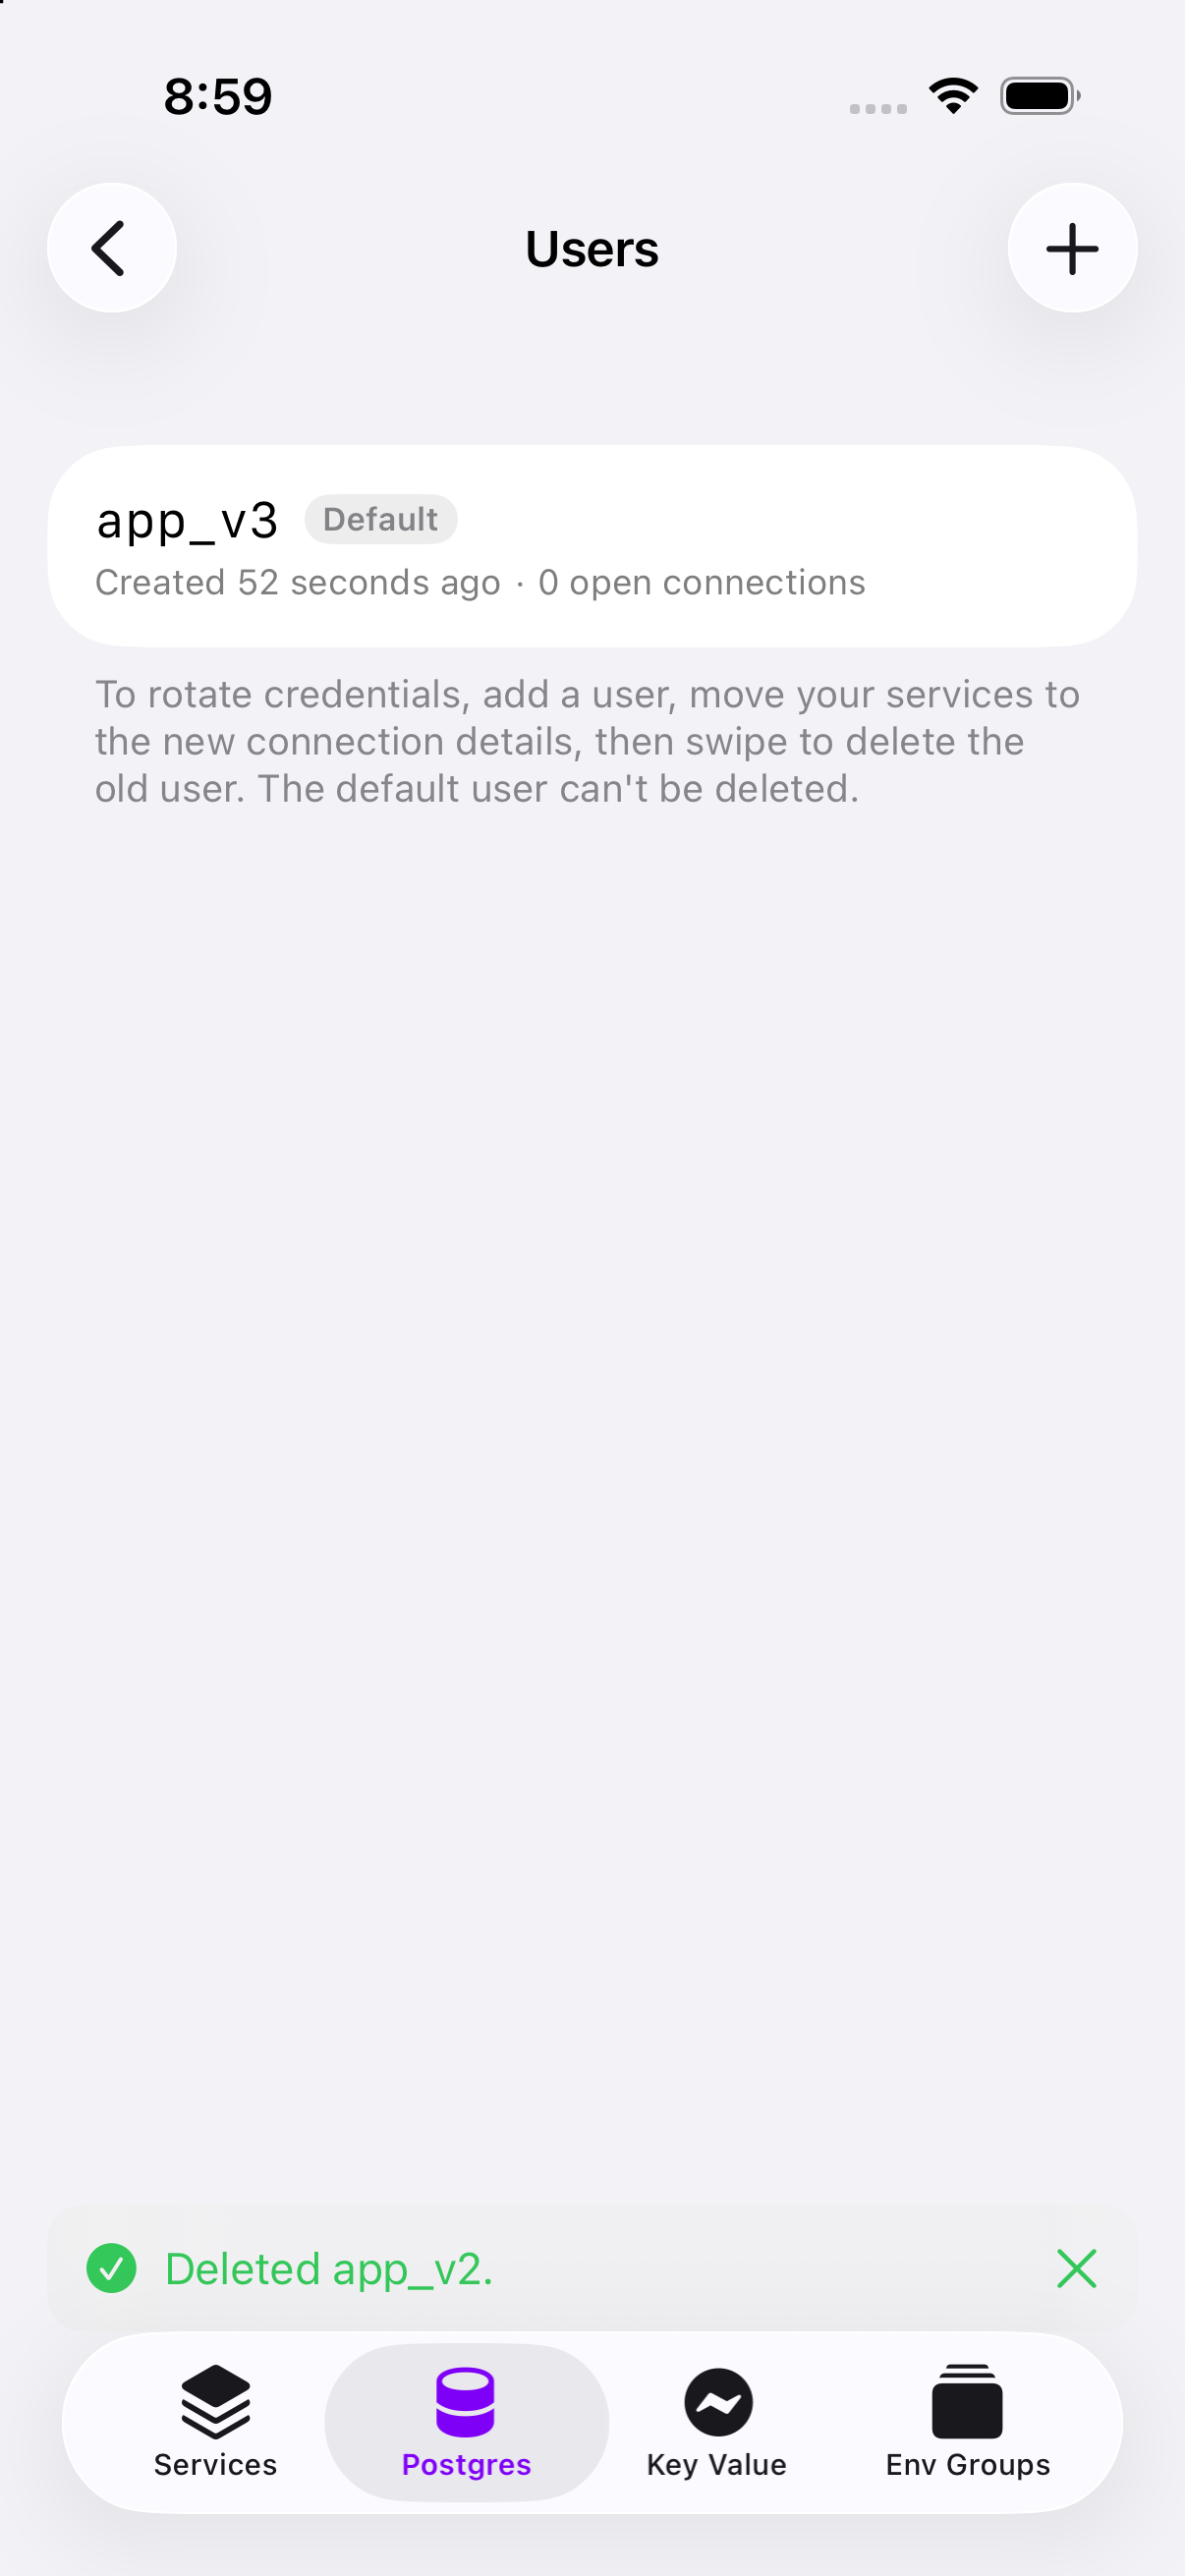 8:59
Users
app_v3 Default
Created 52 seconds ago · 0 open connections
To rotate credentials, add a user, move your services to
the new connection details, then swipe to delete the
old user. The default user can't be deleted.
Deleted app_v2.
Services Postgres Key Value Env Groups